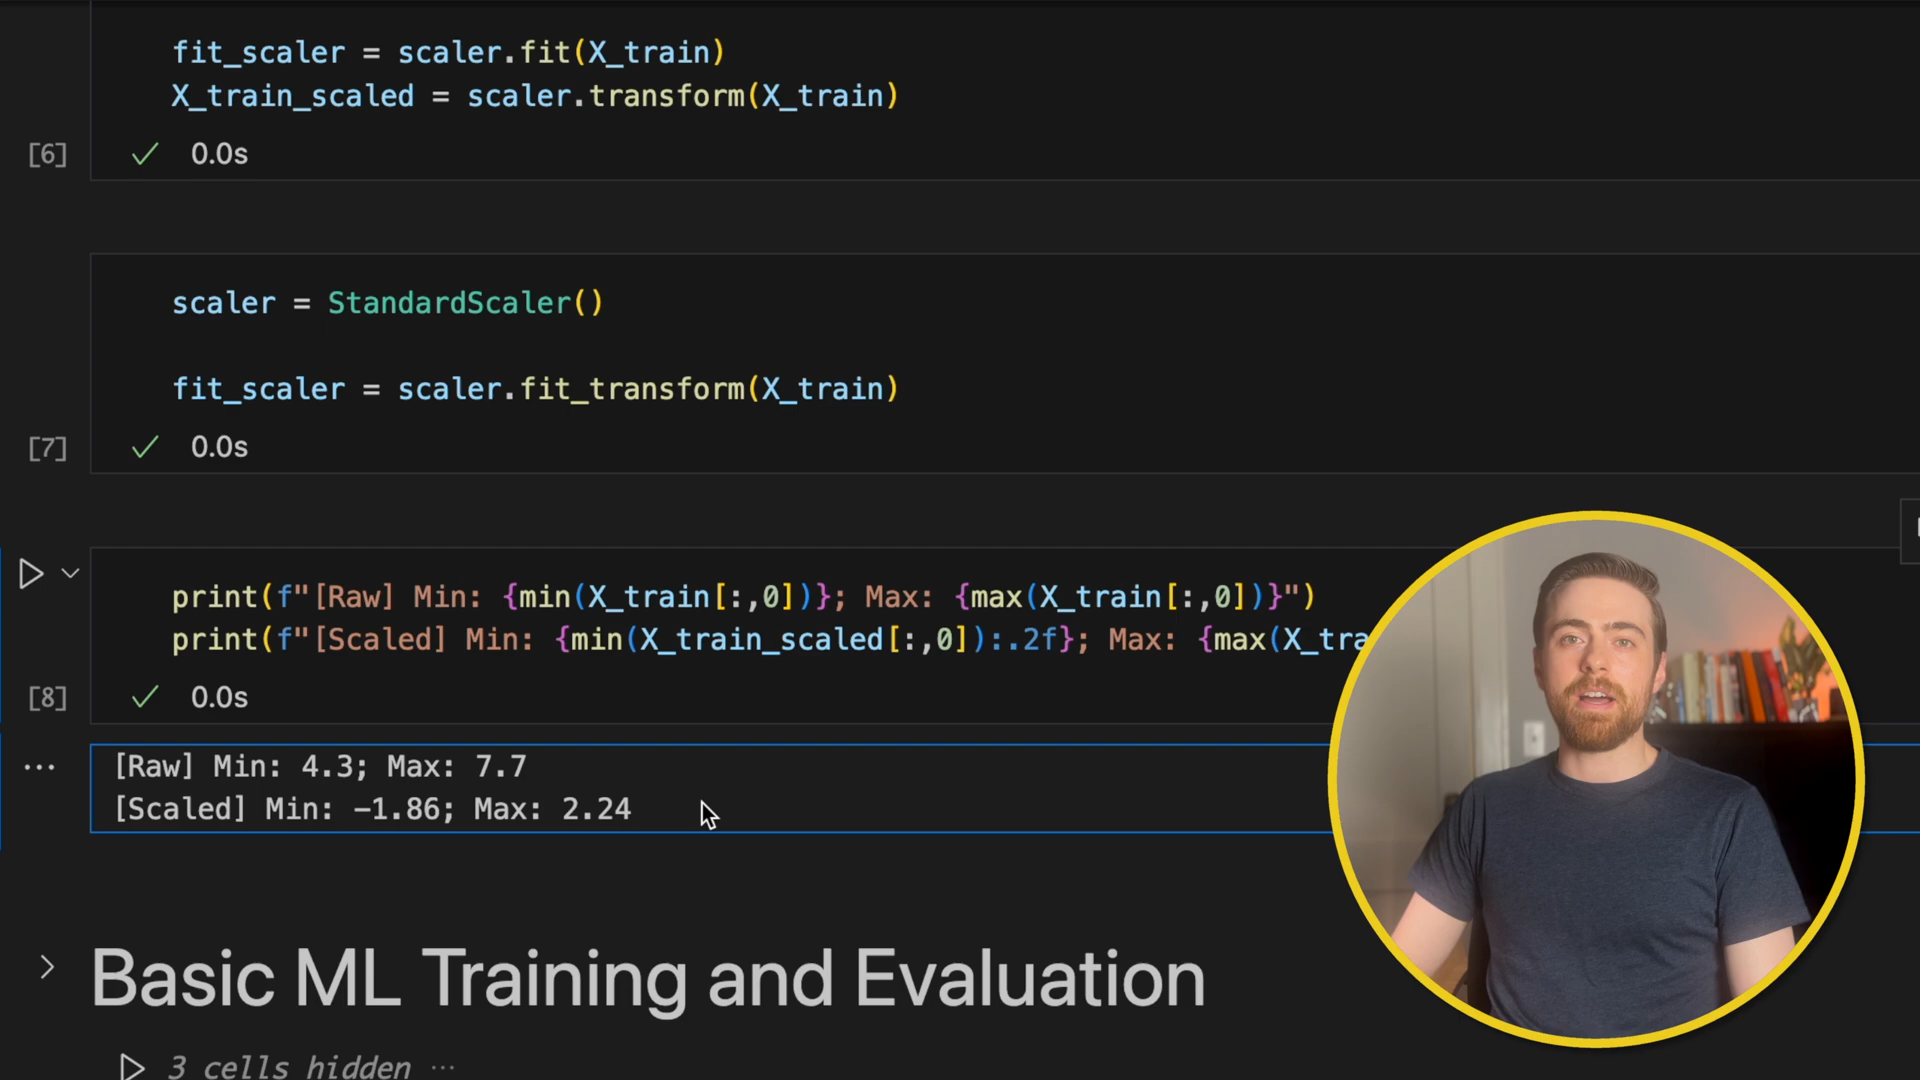 fit_scaler = scaler.fit(X_train)
X_train_scaled = scaler.transform(X_train)
[6] 0.0s
scaler = StandardScaler()
fit_scaler = scaler.fit_transform(X_train)
[7] 0.0s
print(f"[Raw] Min: {min(X_train[:,0])}; Max: {max(X_train[:,0])}")
print(f"[Scaled] Min: {min(X_train_scaled[:,0]):.2f}; Max: {max(X_tra
[8] 0.0s
[Raw] Min: 4.3; Max: 7.7
[Scaled] Min: -1.86; Max: 2.24
Basic ML Training and Evaluation
3 cells hidden ...